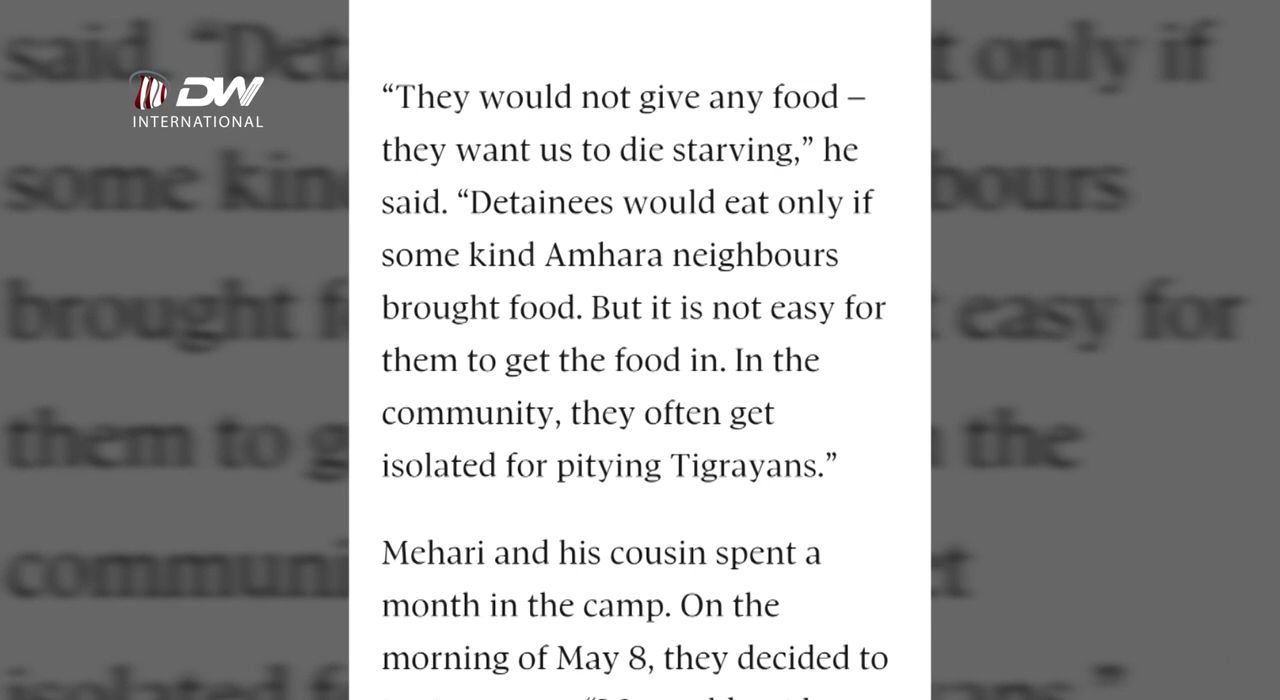 DW
INTERNATIONAL
“They would not give any food –
they want us to die starving,” he
said. “Detainees would eat only if
some kind Amhara neighbours
brought food. But it is not easy for
them to get the food in. In the
community, they often get
isolated for pitying Tigrayans.”
Mehari and his cousin spent a
month in the camp. On the
morning of May 8, they decided to